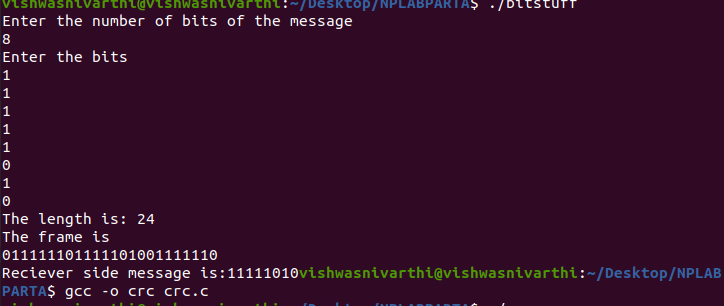 vishwasnivarthi@vishwasnivarthi:~/Desktop/NPLABPARTA$ ./bitstuff
Enter the number of bits of the message
8
Enter the bits
1
1
1
1
1
0
1
0
The length is: 24
The frame is
011111101111101001111110
Reciever side message is:11111010vishwasnivarthi@vishwasnivarthi:~/Desktop/NPLAB
PARTA$ gcc -o crc crc.c